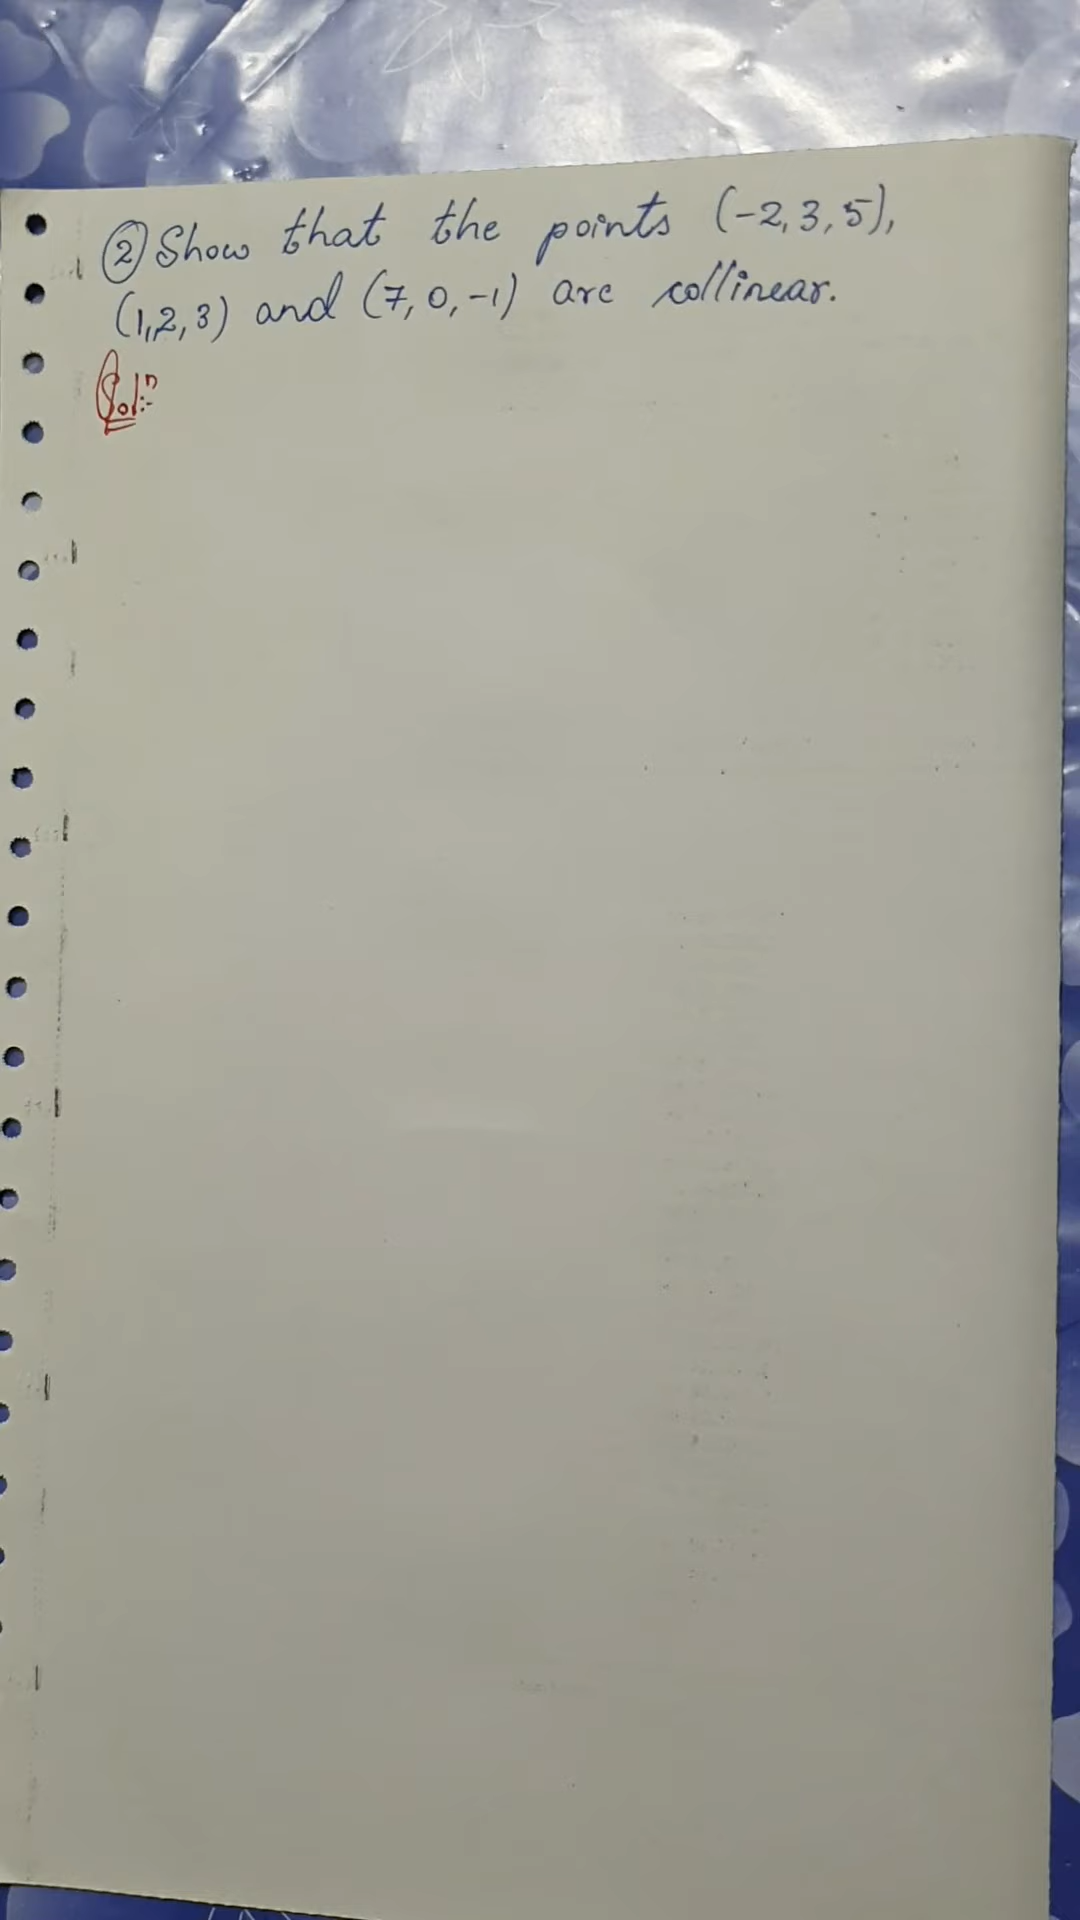 ② Show that the points (-2, 3, 5),
(1, 2, 3) and (7, 0, -1) are collinear.
Solⁿ:-